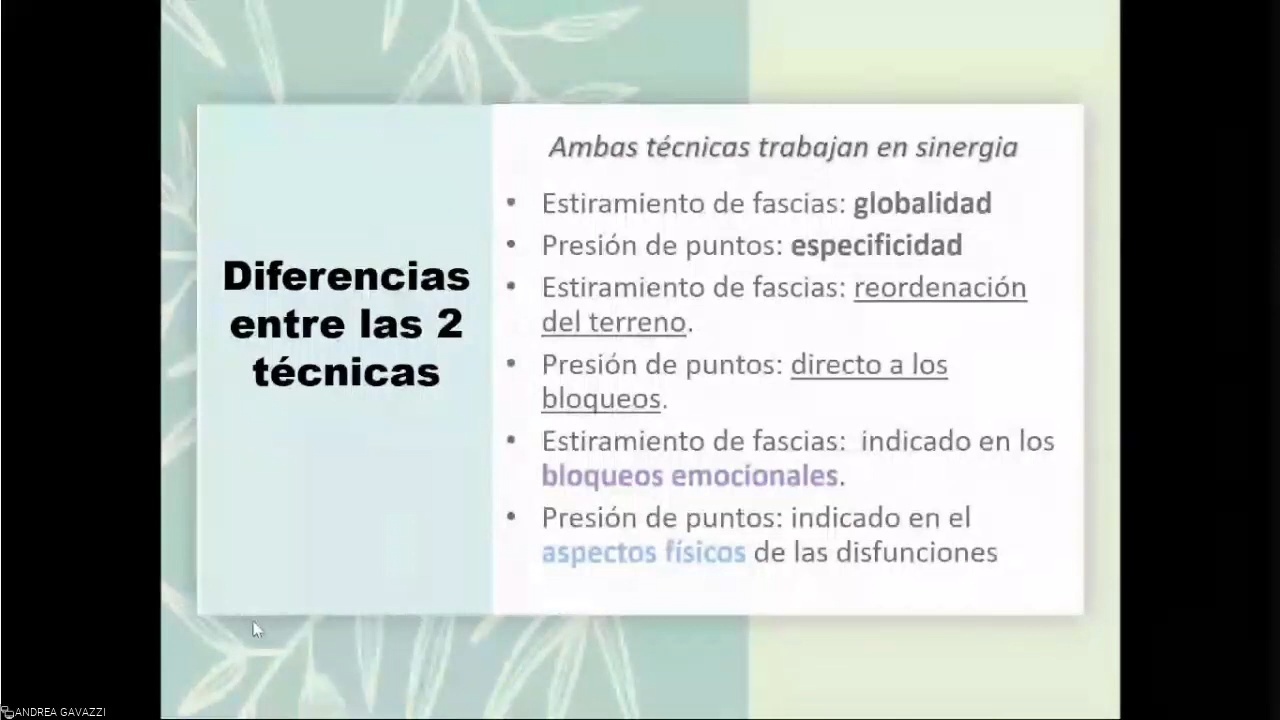 Diferencias
entre las 2
técnicas
Ambas técnicas trabajan en sinergia
• Estiramiento de fascias: globalidad
• Presión de puntos: especificidad
• Estiramiento de fascias: reordenación
del terreno.
• Presión de puntos: directo a los
bloqueos.
• Estiramiento de fascias:  indicado en los
bloqueos emocionales.
• Presión de puntos: indicado en el
aspectos físicos de las disfunciones
ANDREA GAVAZZI